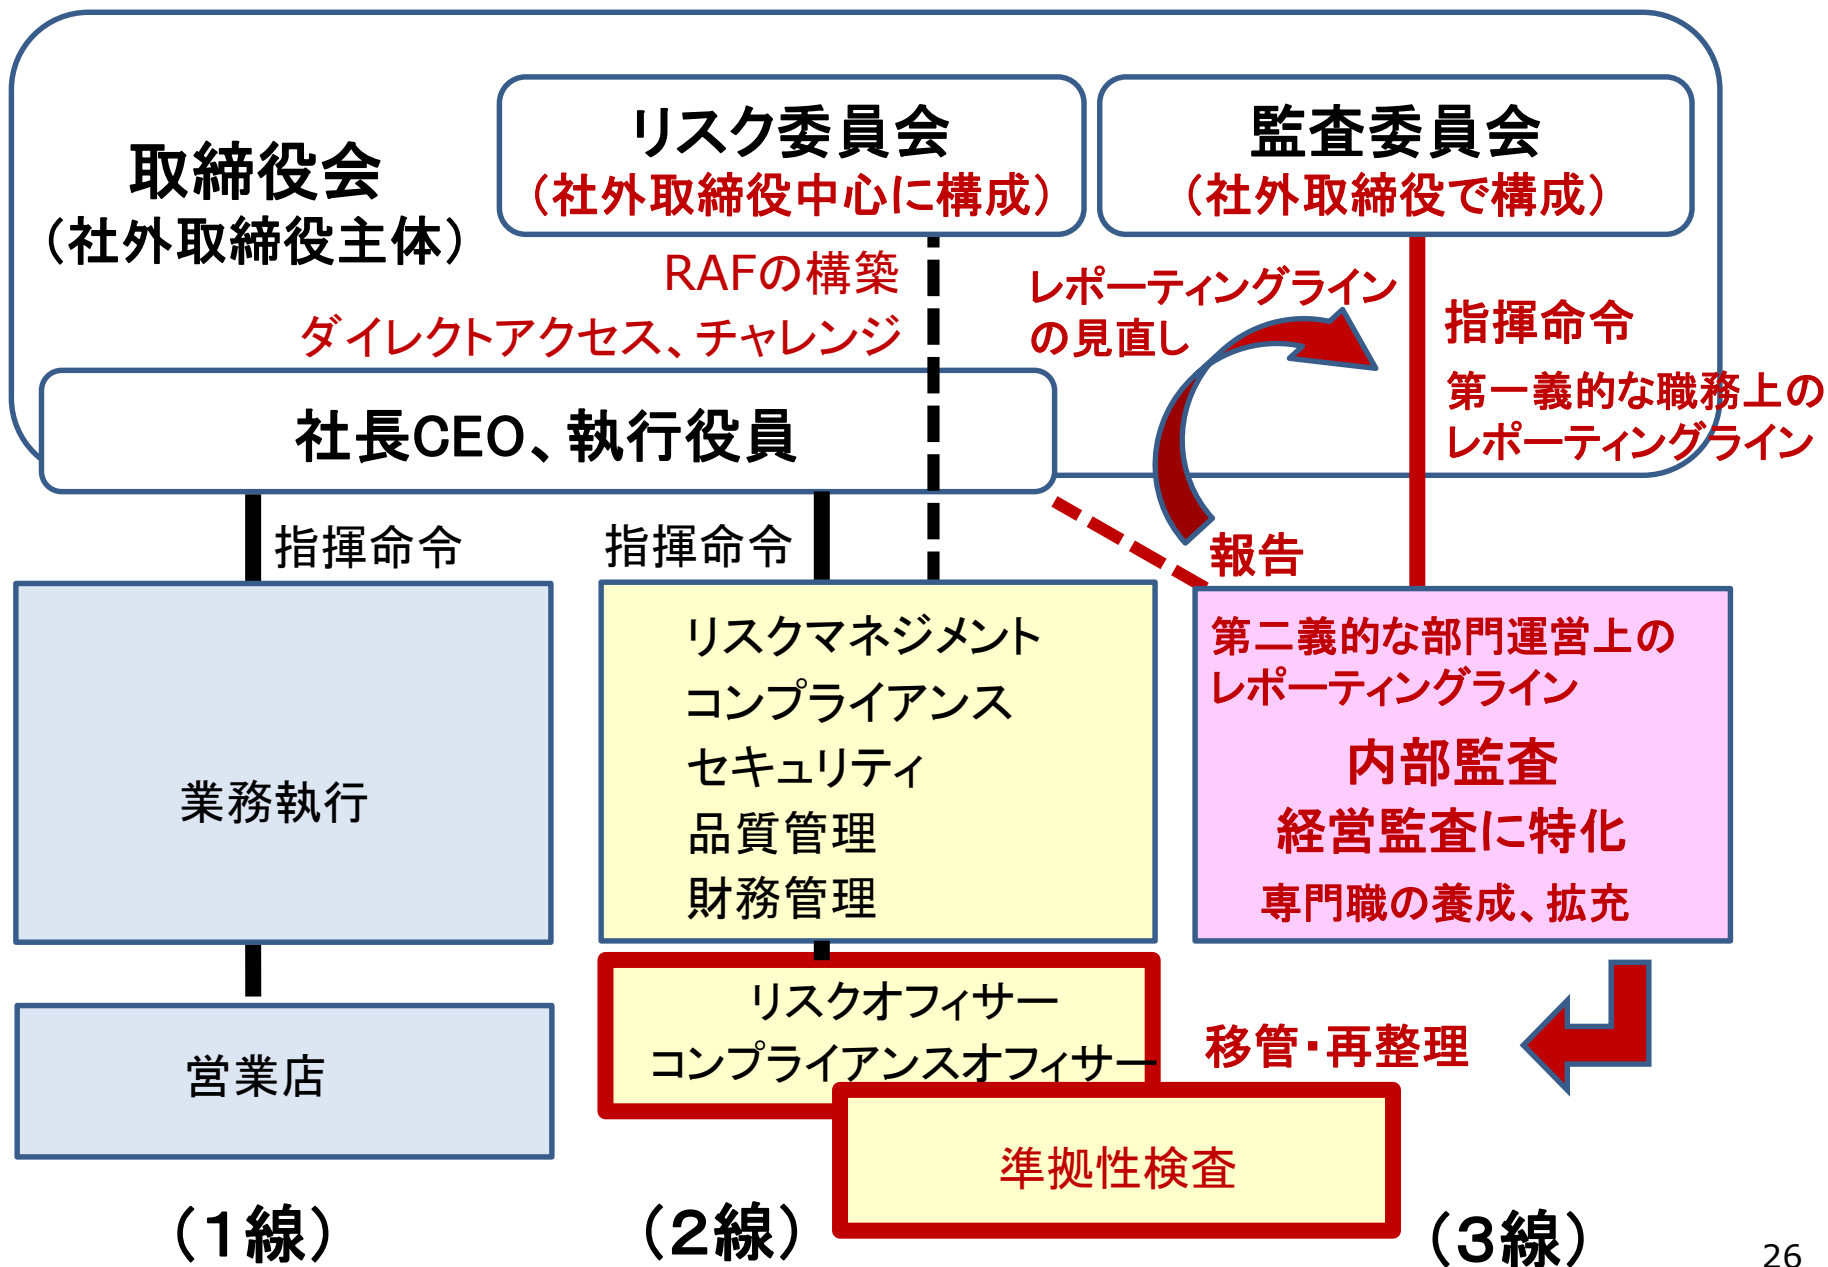 取締役会
（社外取締役主体）
リスク委員会
（社外取締役中心に構成）
監査委員会
（社外取締役で構成）
RAFの構築
ダイレクトアクセス、チャレンジ
レポーティングライン
の見直し
指揮命令
第一義的な職務上の
レポーティングライン
社長CEO、執行役員
指揮命令
指揮命令
報告
業務執行
リスクマネジメント
コンプライアンス
セキュリティ
品質管理
財務管理
第二義的な部門運営上の
レポーティングライン
内部監査
経営監査に特化
専門職の養成、拡充
営業店
リスクオフィサー
コンプライアンスオフィサー
移管・再整理
準拠性検査
（１線）
（２線）
（３線）
26